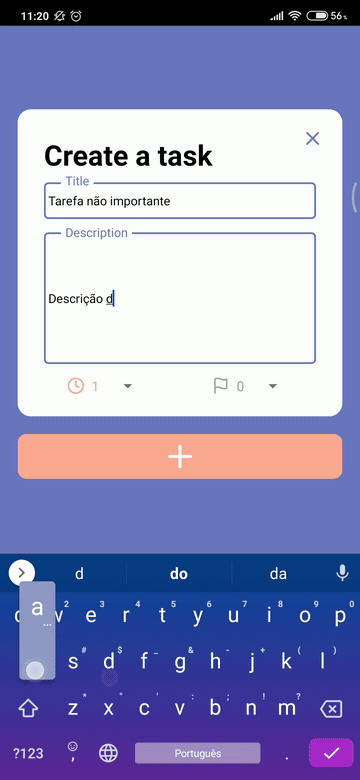 11:20 56%
Create a task
Title
Tarefa não importante
Description
Descrição d
1 0
d do da
a ...
2 3 4 5 6 7 8 9 0
w e r t y u i o p
# $ _ & - + ( )
s d f g h j k l
* " ' : ; ! ?
z x c v b n m
?123 , Português .